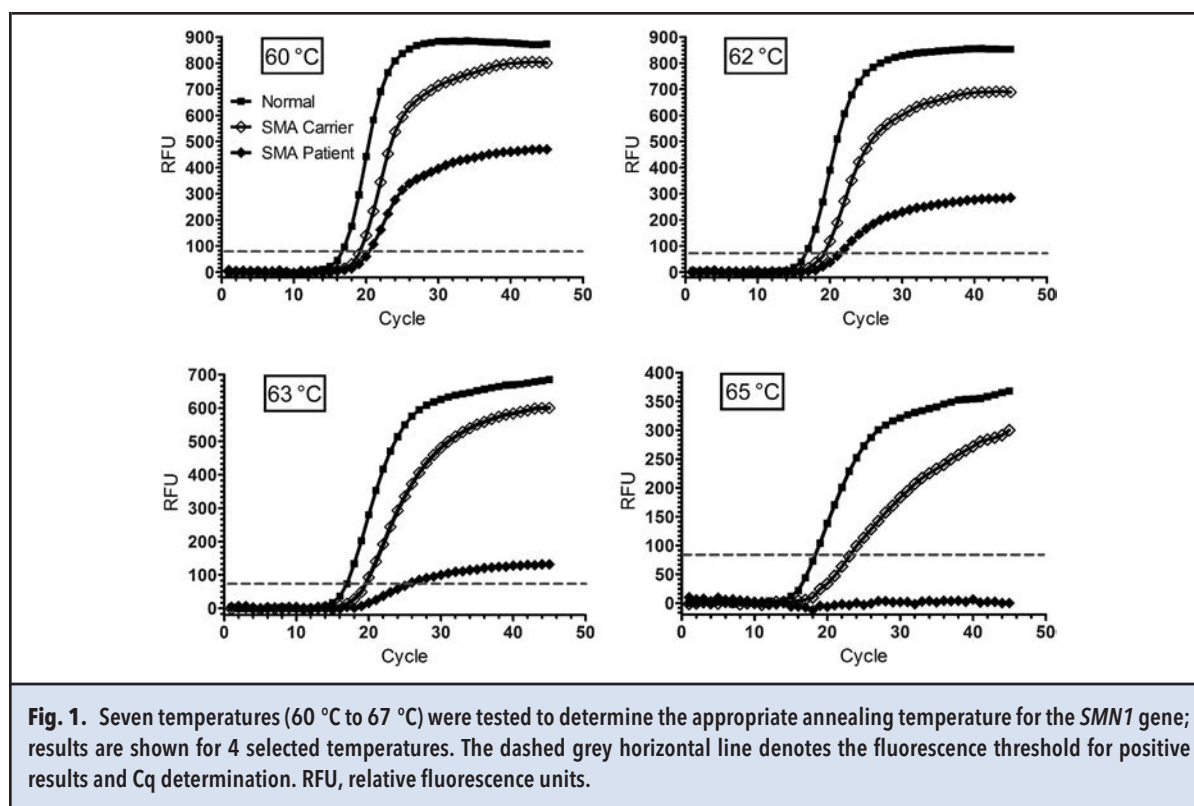 60 °C
900
800
700
600
500
400
300
200
100
0
RFU
Normal
SMA Carrier
SMA Patient
0 10 20 30 40 50
Cycle
62 °C
900
800
700
600
500
400
300
200
100
0
RFU
0 10 20 30 40 50
Cycle
63 °C
700
600
500
400
300
200
100
0
RFU
0 10 20 30 40 50
Cycle
65 °C
400
350
300
250
200
150
100
50
0
RFU
0 10 20 30 40 50
Cycle
Fig. 1. Seven temperatures (60 °C to 67 °C) were tested to determine the appropriate annealing temperature for the SMN1 gene;
results are shown for 4 selected temperatures. The dashed grey horizontal line denotes the fluorescence threshold for positive
results and Cq determination. RFU, relative fluorescence units.